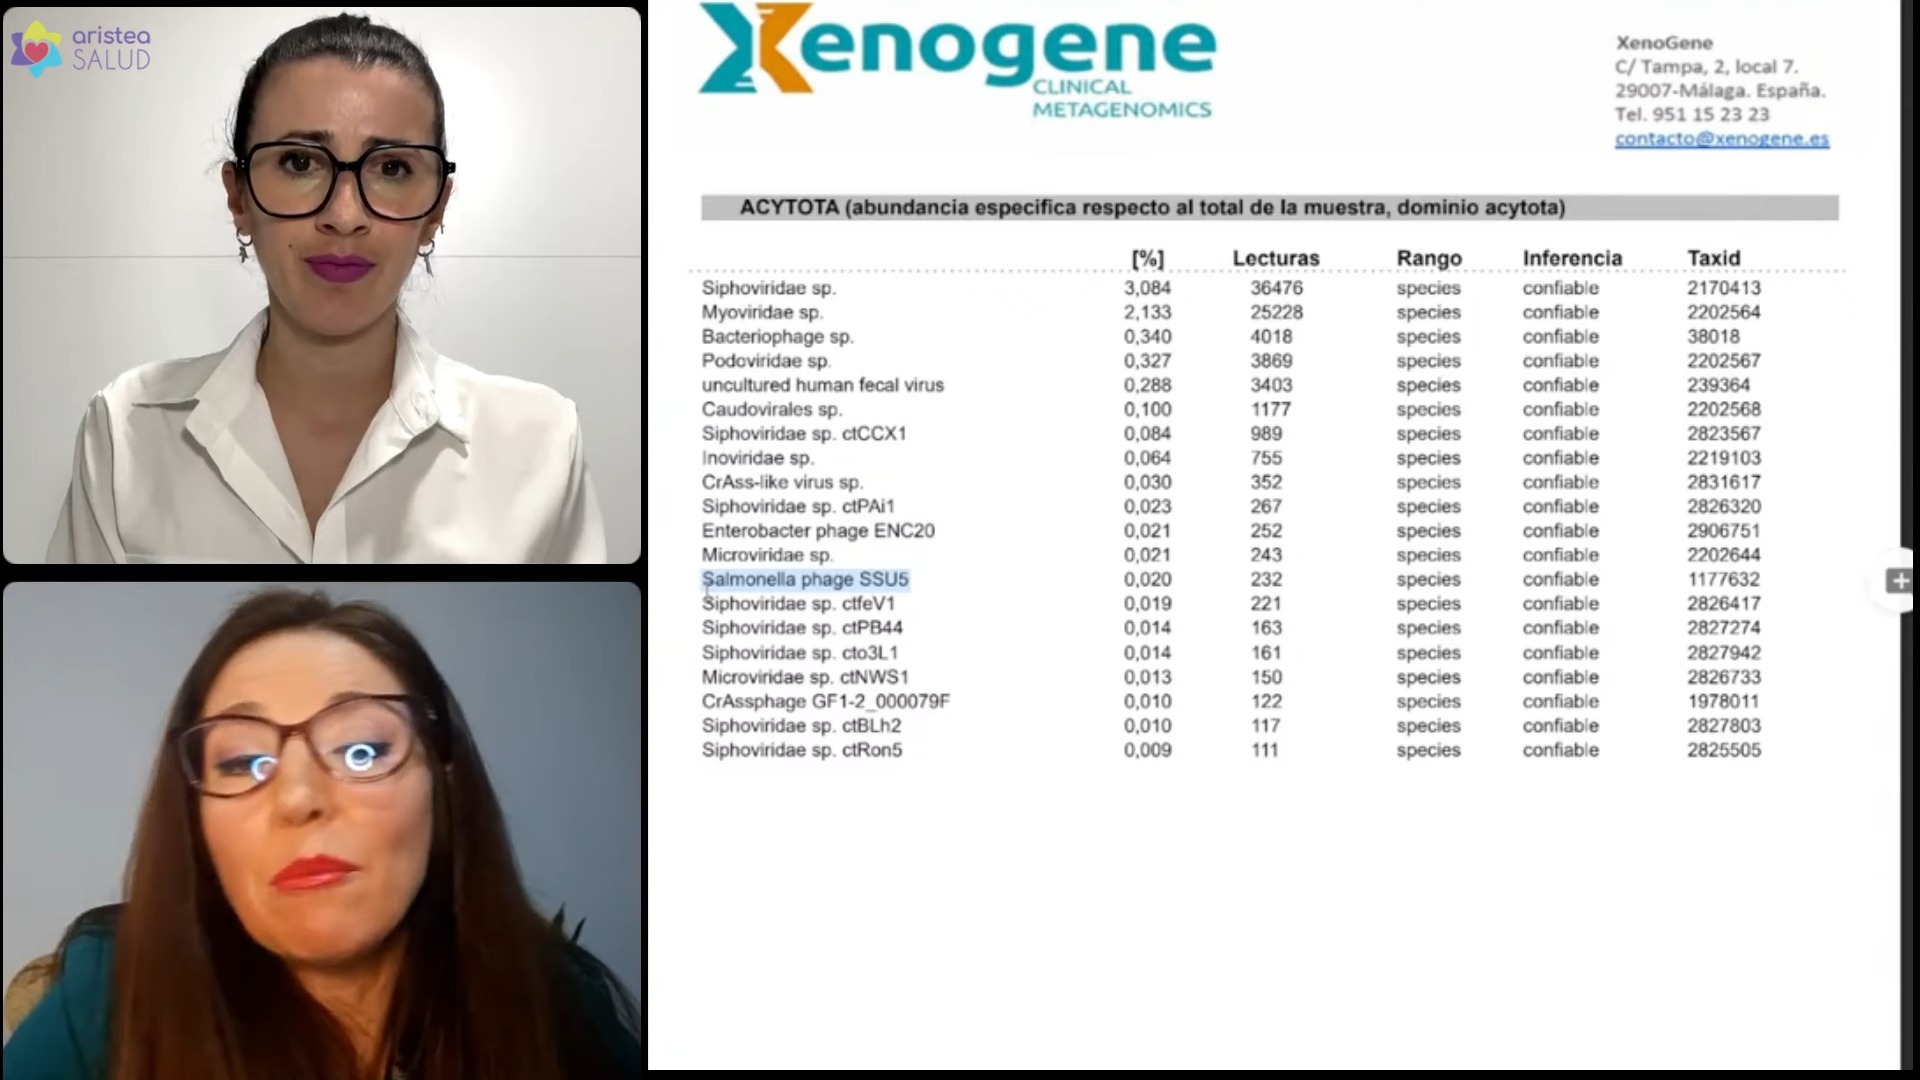 aristea
SALUD
Xenogene
CLINICAL
METAGENOMICS
XenoGene
C/ Tampa, 2, local 7.
29007-Málaga. España.
Tel. 951 15 23 23
contacto@xenogene.es
ACYTOTA (abundancia especifica respecto al total de la muestra, dominio acytota)
[%] Lecturas Rango Inferencia Taxid
Siphoviridae sp. 3,084 36476 species confiable 2170413
Myoviridae sp. 2,133 25228 species confiable 2202564
Bacteriophage sp. 0,340 4018 species confiable 38018
Podoviridae sp. 0,327 3869 species confiable 2202567
uncultured human fecal virus 0,288 3403 species confiable 239364
Caudovirales sp. 0,100 1177 species confiable 2202568
Siphoviridae sp. ctCCX1 0,084 989 species confiable 2823567
Inoviridae sp. 0,064 755 species confiable 2219103
CrAss-like virus sp. 0,030 352 species confiable 2831617
Siphoviridae sp. ctPAi1 0,023 267 species confiable 2826320
Enterobacter phage ENC20 0,021 252 species confiable 2906751
Microviridae sp. 0,021 243 species confiable 2202644
Salmonella phage SSU5 0,020 232 species confiable 1177632
Siphoviridae sp. ctfeV1 0,019 221 species confiable 2826417
Siphoviridae sp. ctPB44 0,014 163 species confiable 2827274
Siphoviridae sp. cto3L1 0,014 161 species confiable 2827942
Microviridae sp. ctNWS1 0,013 150 species confiable 2826733
CrAssphage GF1-2_000079F 0,010 122 species confiable 1978011
Siphoviridae sp. ctBLh2 0,010 117 species confiable 2827803
Siphoviridae sp. ctRon5 0,009 111 species confiable 2825505